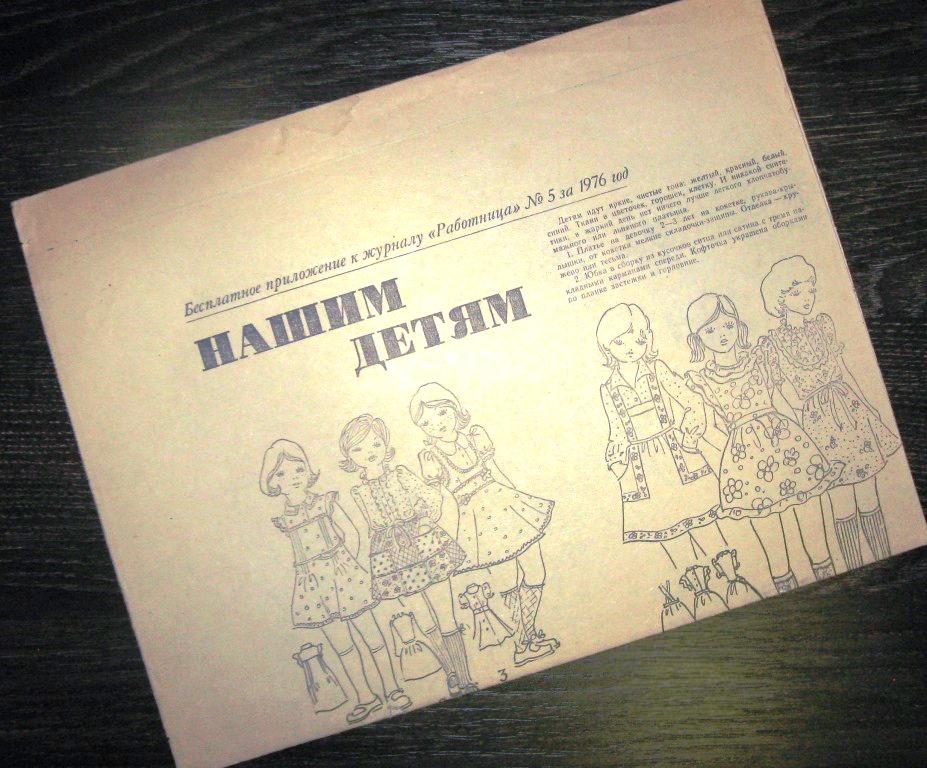 Бесплатное приложение к журналу «Работница» № 5 за 1976 год
НАШИМ
ДЕТЯМ
Детям идут яркие, чистые тона: желтый, красный, белый,
синий. Ткани в цветочек, горошек, клетку. И никакой синте-
тики, в жаркий день нет ничего лучше легкого хлопчатобу-
мажного или льняного платьица.
1. Платье на девочку 2—3 лет на кокетке, рукава-кры-
лышки, от кокетки мелкие складочки-защипы. Отделка — кру-
жево или тесьма.
2. Юбка в сборку из кусочков ситца или сатина с тремя на-
кладными карманами спереди. Кофточка украшена оборками
по планке застежки и горловине.
3